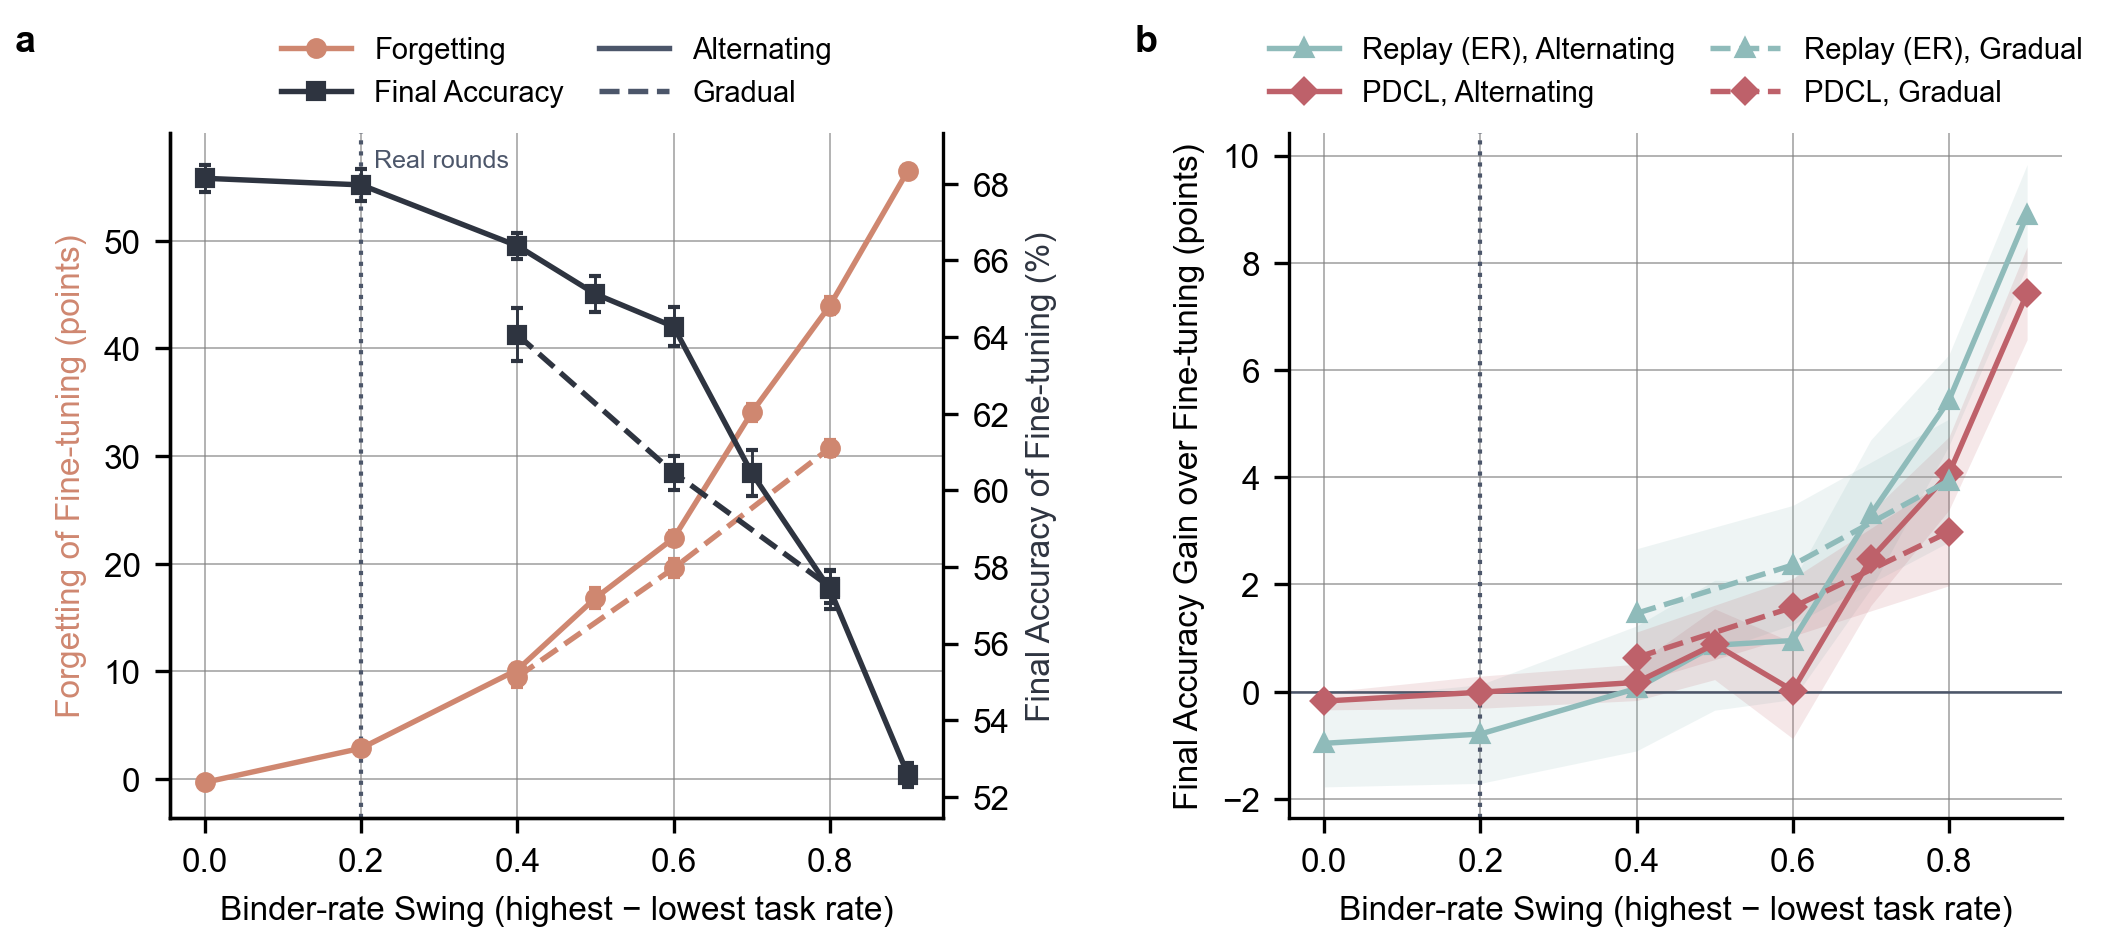 a
Forgetting
Alternating
Final Accuracy
Gradual
Real rounds
Forgetting of Fine-tuning (points)
50
40
30
20
10
0
68
66
64
62
60
58
56
54
52
Final Accuracy of Fine-tuning (%)
0.0 0.2 0.4 0.6 0.8
Binder-rate Swing (highest − lowest task rate)
b
Replay (ER), Alternating
Replay (ER), Gradual
PDCL, Alternating
PDCL, Gradual
Final Accuracy Gain over Fine-tuning (points)
10
8
6
4
2
0
−2
0.0 0.2 0.4 0.6 0.8
Binder-rate Swing (highest − lowest task rate)